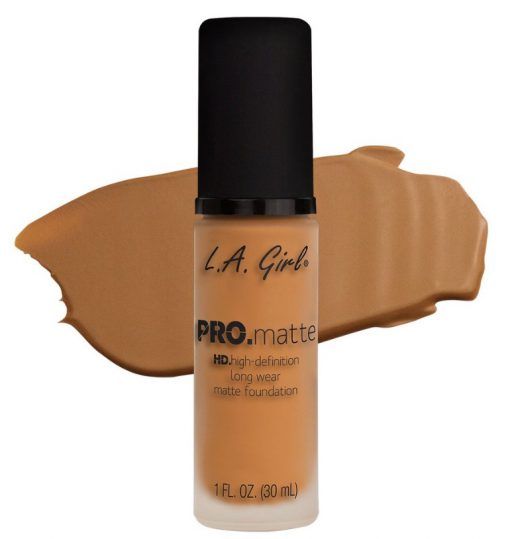 L.A. Girl®
PRO.matte
HD.high-definition
long wear
matte foundation
1 FL. OZ. (30 mL)